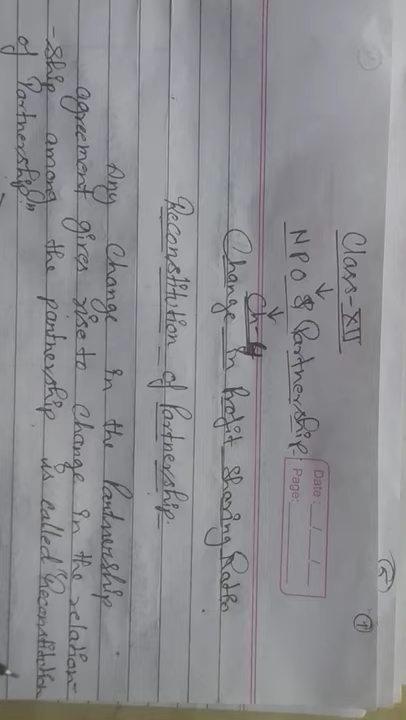 (5)
(1)
Class-XII
↓
NPO & Partnership-
Date: / /
Page:
Ch-4
↓
Change in Profit Sharing Ratio.
Reconstitution of Partnership-
Any change in the Partnership
agreement gives rise to change in the relation-
-ship among the partnership is called "Reconstitution
of Partnership"